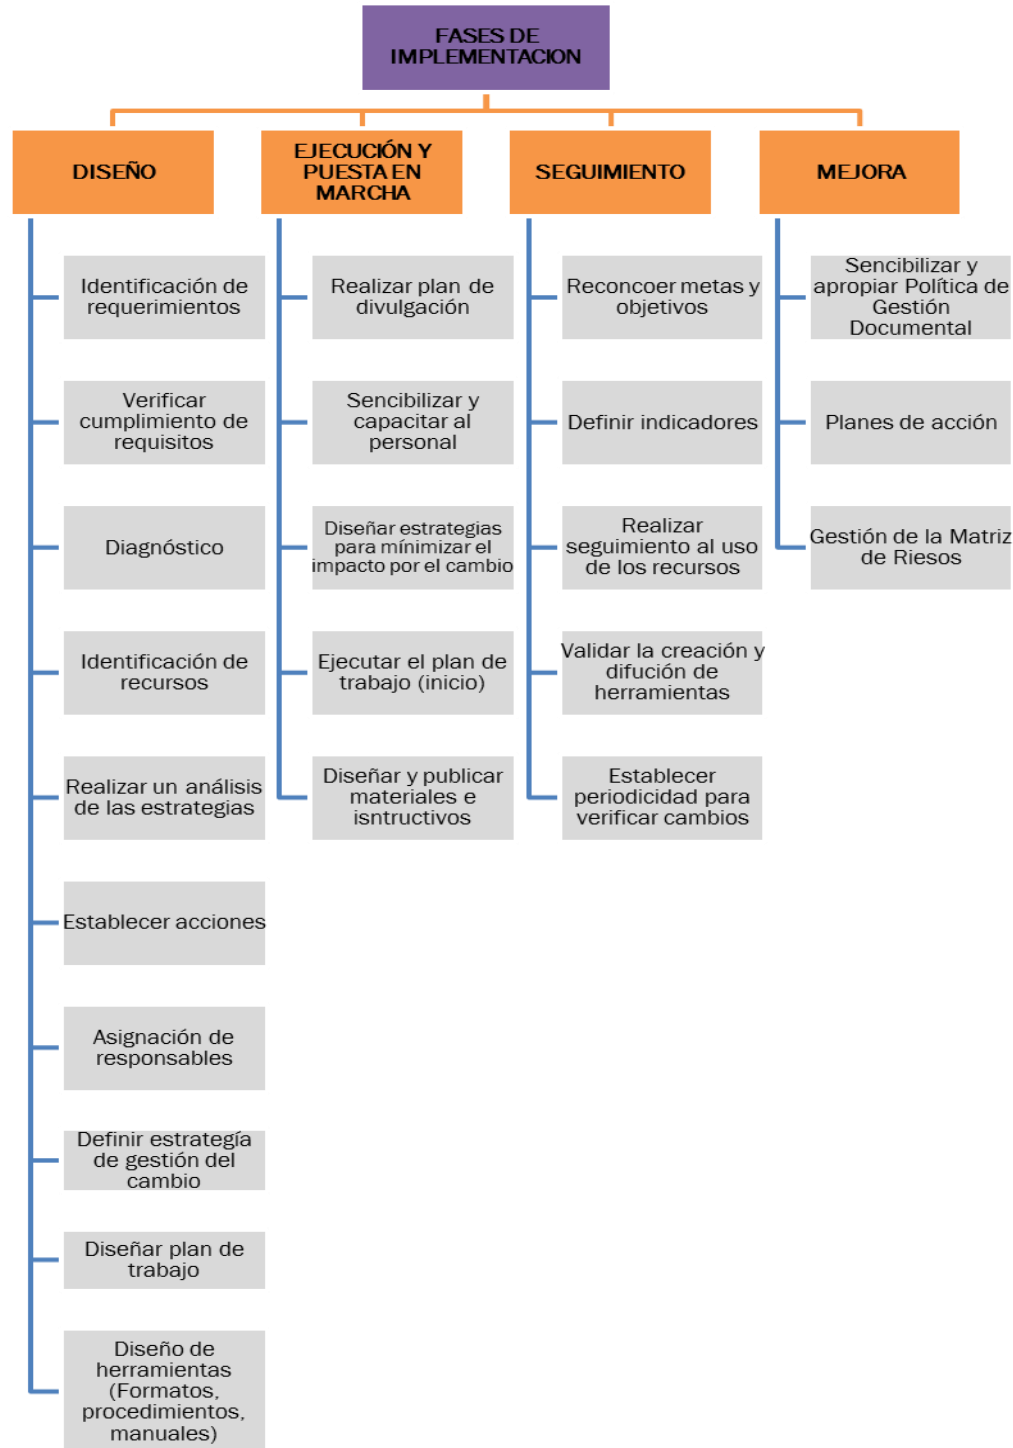 FASES DE
IMPLEMENTACION
DISEÑO
Identificación de
requerimientos
Verificar
cumplimiento de
requisitos
Diagnóstico
Identificación de
recursos
Realizar un análisis
de las estrategias
Establecer acciones
Asignación de
responsables
Definir estrategía
de gestión del
cambio
Diseñar plan de
trabajo
Diseño de
herramientas
(Formatos,
procedimientos,
manuales)
EJECUCIÓN Y
PUESTA EN
MARCHA
Realizar plan de
divulgación
Sencibilizar y
capacitar al
personal
Diseñar estrategias
para mínimizar el
impacto por el cambio
Ejecutar el plan de
trabajo (inicio)
Diseñar y publicar
materiales e
isntructivos
SEGUIMIENTO
Reconcoer metas y
objetivos
Definir indicadores
Realizar
seguimiento al uso
de los recursos
Validar la creación y
difución de
herramientas
Establecer
periodicidad para
verificar cambios
MEJORA
Sencibilizar y
apropiar Política de
Gestión
Documental
Planes de acción
Gestión de la Matriz
de Riesos